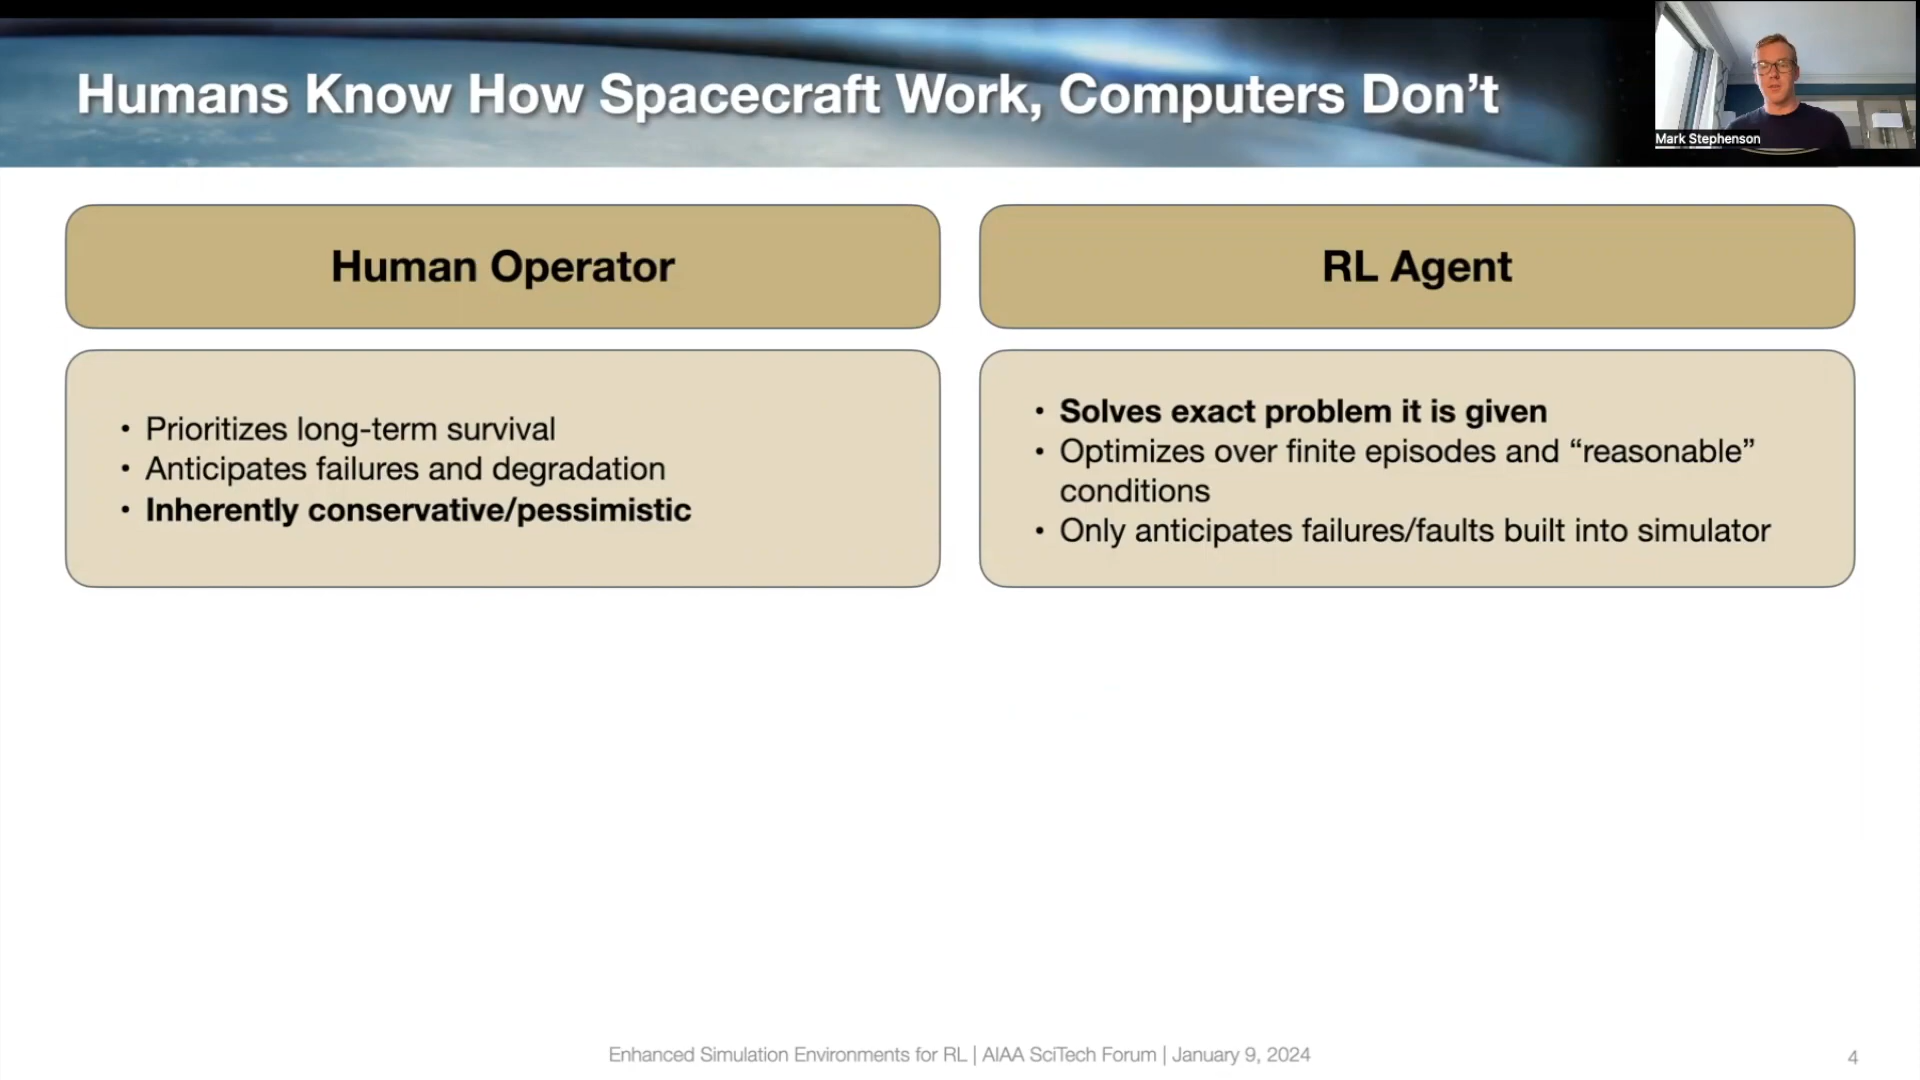 Humans Know How Spacecraft Work, Computers Don’t
Mark Stephenson
Human Operator
• Prioritizes long-term survival
• Anticipates failures and degradation
• Inherently conservative/pessimistic
RL Agent
• Solves exact problem it is given
• Optimizes over finite episodes and “reasonable”
conditions
• Only anticipates failures/faults built into simulator
Enhanced Simulation Environments for RL | AIAA SciTech Forum | January 9, 2024
4